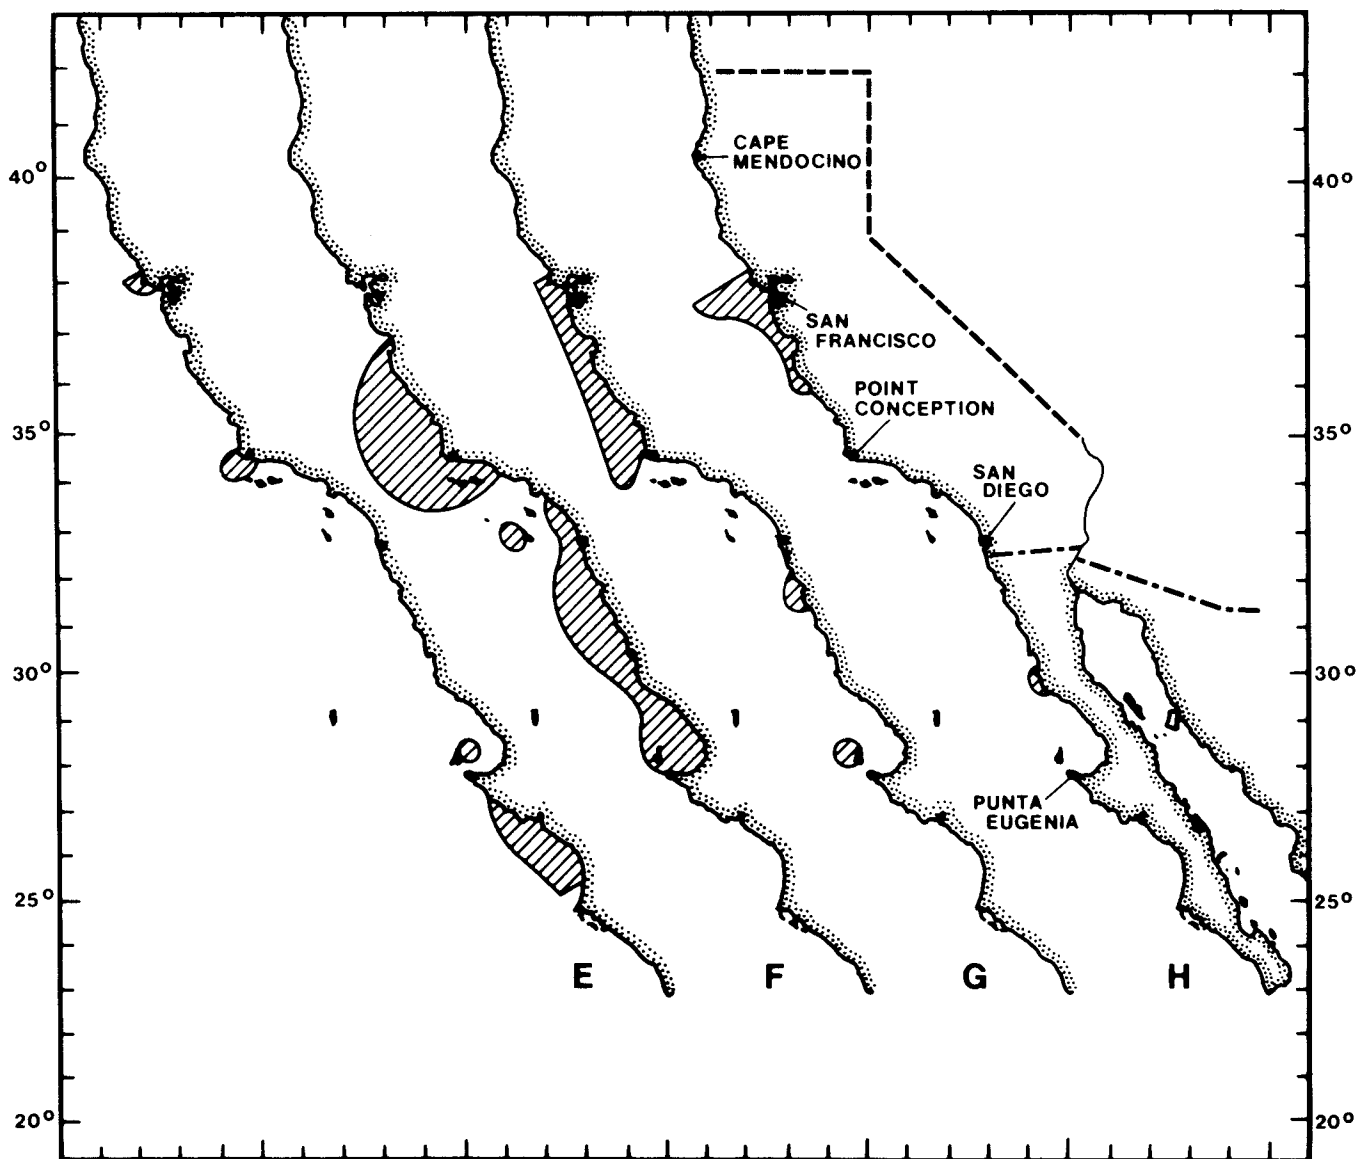 CAPE
MENDOCINO
40°
40°
SAN
FRANCISCO
POINT
CONCEPTION
35°
35°
SAN
DIEGO
30°
30°
PUNTA
EUGENIA
25°
25°
E F G H
20°
20°